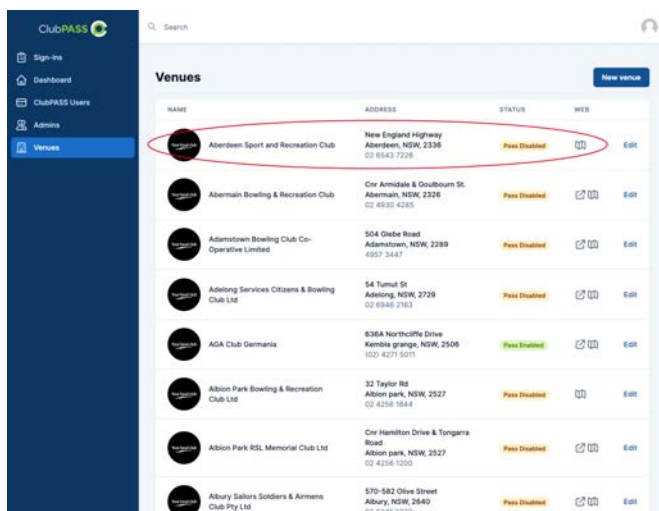 ClubPASS
Search
Sign-ins
Dashboard
ClubPASS Users
Admins
Venues
Venues
New venue
NAME ADDRESS STATUS WEB
Aberdeen Sport and Recreation Club
New England Highway
Aberdeen, NSW, 2336
02 6543 7228
Pass Disabled
Edit
Abermain Bowling & Recreation Club
Cnr Armidale & Goulbourn St.
Abermain, NSW, 2326
02 4930 4285
Pass Disabled
Edit
Adamstown Bowling Club Co-
Operative Limited
504 Glebe Road
Adamstown, NSW, 2289
4957 3447
Pass Disabled
Edit
Adelong Services Citizens & Bowling
Club Ltd
54 Tumut St
Adelong, NSW, 2729
02 6946 2163
Pass Disabled
Edit
AGA Club Germania
636A Northcliffe Drive
Kembla grange, NSW, 2506
(02) 4271 5011
Pass Enabled
Edit
Albion Park Bowling & Recreation
Club Ltd
32 Taylor Rd
Albion park, NSW, 2527
02 4256 1844
Pass Disabled
Edit
Albion Park RSL Memorial Club Ltd
Cnr Hamilton Drive & Tongarra
Road
Albion park, NSW, 2527
02 4256 1200
Pass Disabled
Edit
Albury Sailors Soldiers & Airmens
Club Pty Ltd
570-582 Olive Street
Albury, NSW, 2640
Pass Disabled
Edit